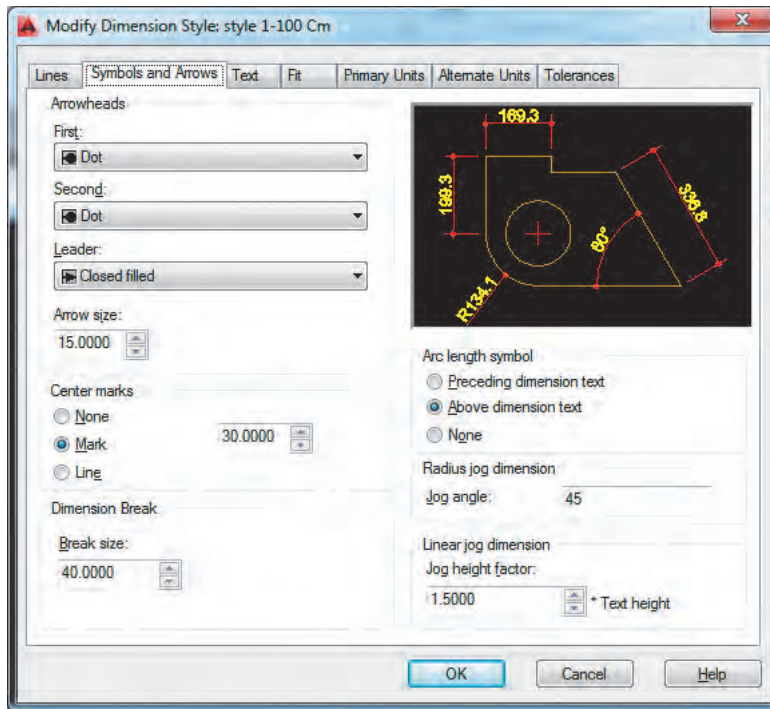 Modify Dimension Style: style 1-100 Cm
Lines Symbols and Arrows Text Fit Primary Units Alternate Units Tolerances
Arrowheads
First:
Dot
Second:
Dot
Leader:
Closed filled
Arrow size:
15.0000
Center marks
None
Mark
Line
30.0000
Dimension Break
Break size:
40.0000
169.3
199.3
336.6
60°
R134.1
Arc length symbol
Preceding dimension text
Above dimension text
None
Radius jog dimension
Jog angle: 45
Linear jog dimension
Jog height factor:
1.5000 * Text height
OK Cancel Help